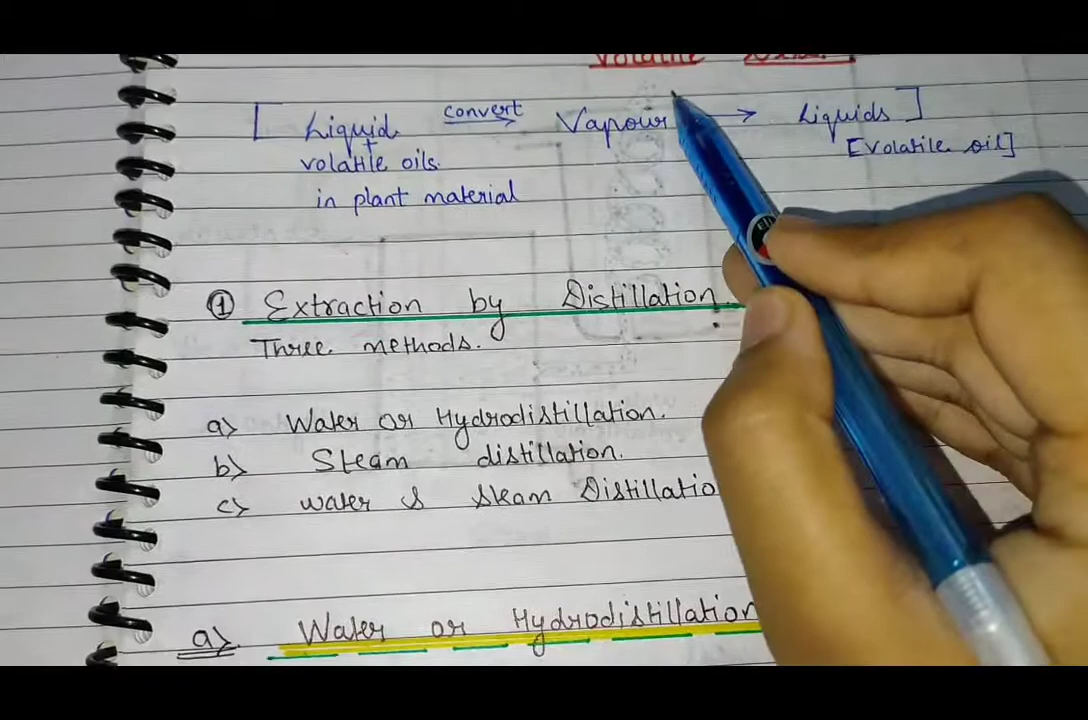 Volatile
[ Liquid convert Vapour → Liquids ]
+ [volatile oil]
volatile oils.
in plant material
① Extraction by Distillation.
Three methods.
a) Water or Hydrodistillation.
b) Steam distillation.
c) water & steam Distillatio
a) Water or Hydrodistillation